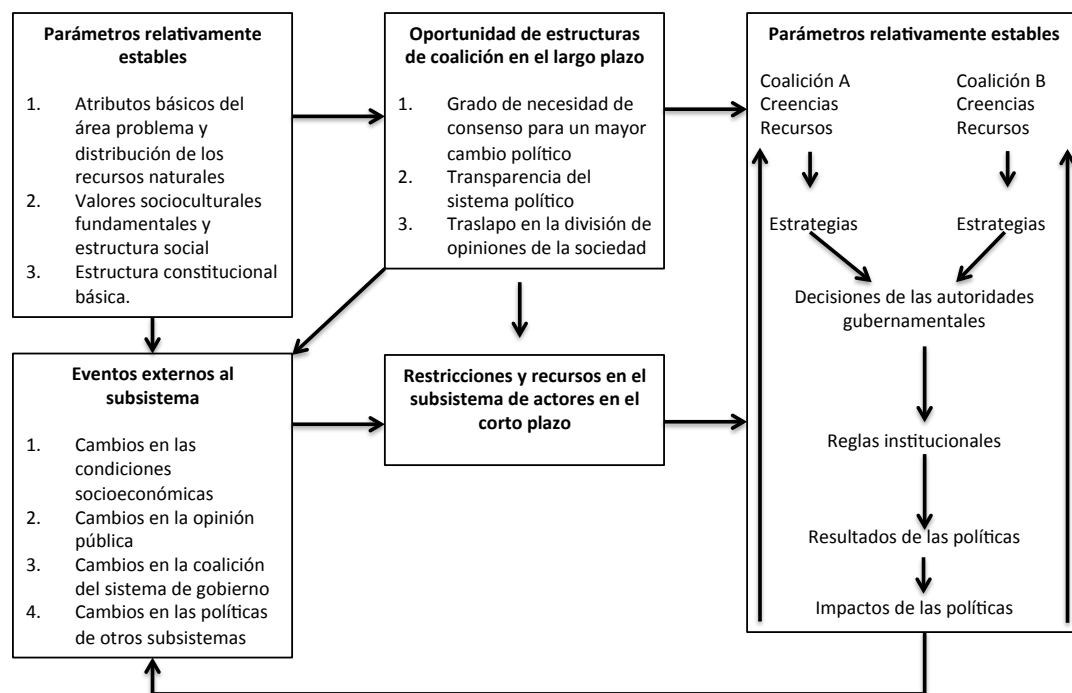 Parámetros relativamente
estables
1. Atributos básicos del
área problema y
distribución de los
recursos naturales
2. Valores socioculturales
fundamentales y
estructura social
3. Estructura constitucional
básica.
Oportunidad de estructuras
de coalición en el largo plazo
1. Grado de necesidad de
consenso para un mayor
cambio político
2. Transparencia del
sistema político
3. Traslapo en la división de
opiniones de la sociedad
Parámetros relativamente estables
Coalición A
Creencias
Recursos
Coalición B
Creencias
Recursos
Estrategias
Estrategias
Decisiones de las autoridades
gubernamentales
Reglas institucionales
Resultados de las políticas
Impactos de las políticas
Eventos externos al
subsistema
1. Cambios en las
condiciones
socioeconómicas
2. Cambios en la opinión
pública
3. Cambios en la coalición
del sistema de gobierno
4. Cambios en las políticas
de otros subsistemas
Restricciones y recursos en el
subsistema de actores en el
corto plazo